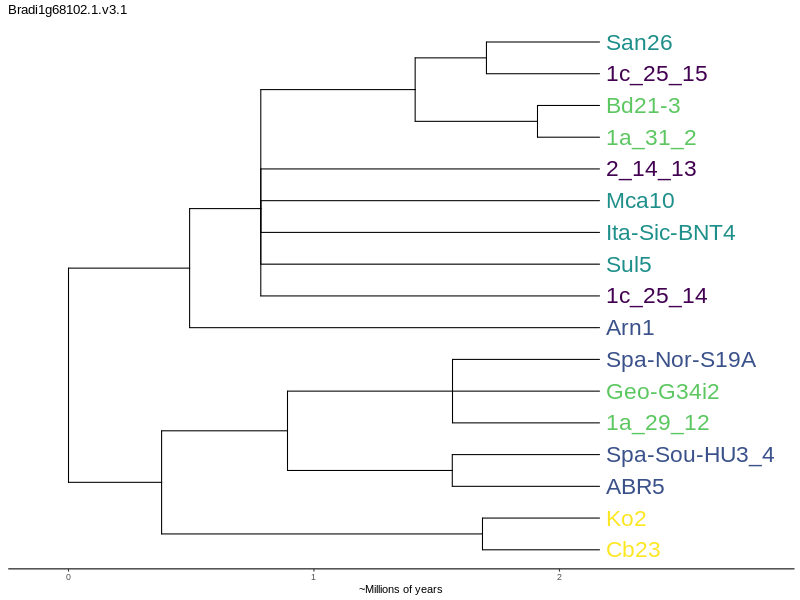 Bradi1g68102.1.v3.1
San26
1c_25_15
Bd21-3
1a_31_2
2_14_13
Mca10
Ita-Sic-BNT4
Sul5
1c_25_14
Arn1
Spa-Nor-S19A
Geo-G34i2
1a_29_12
Spa-Sou-HU3_4
ABR5
Ko2
Cb23
0 1 2
~Millions of years